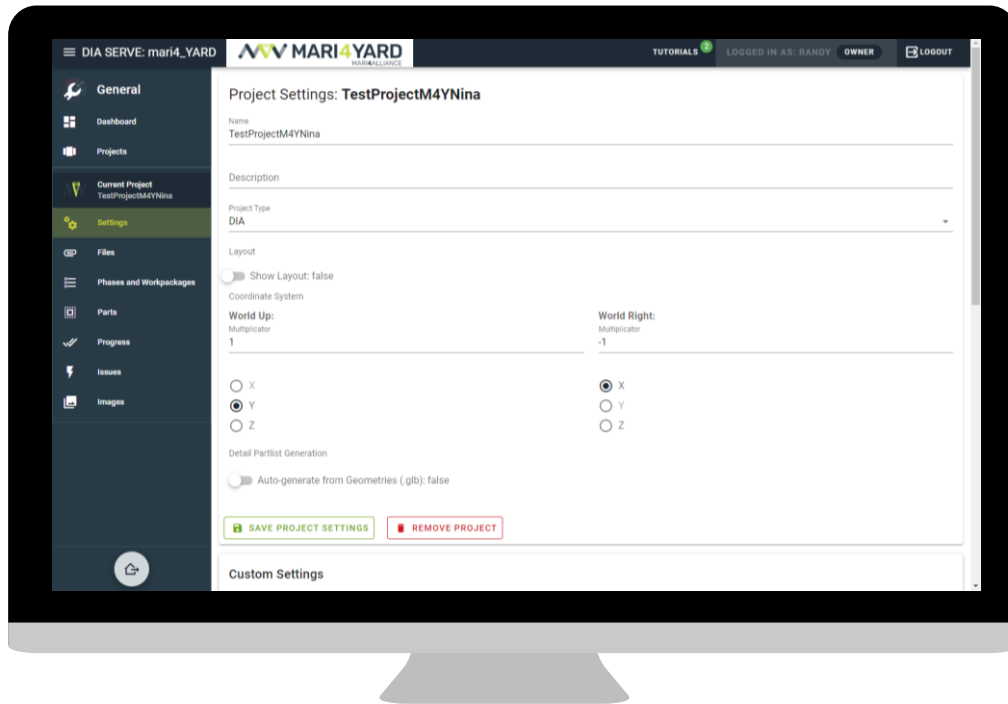 DIA SERVE: mari4_YARD
MARI4YARD
MARI4ALLIANCE
TUTORIALS 2
LOGGED IN AS: RANDY OWNER
LOGOUT
General
Dashboard
Projects
Current Project
TestProjectM4YNina
Settings
Files
Phases and Workpackages
Parts
Progress
Issues
Images
Project Settings: TestProjectM4YNina
Name
TestProjectM4YNina
Description
Project Type
DIA
Layout
Show Layout: false
Coordinate System
World Up:
Multiplicator
1
X
Y
Z
World Right:
Multiplicator
-1
X
Y
Z
Detail Partlist Generation
Auto-generate from Geometries (.glb): false
SAVE PROJECT SETTINGS
REMOVE PROJECT
Custom Settings